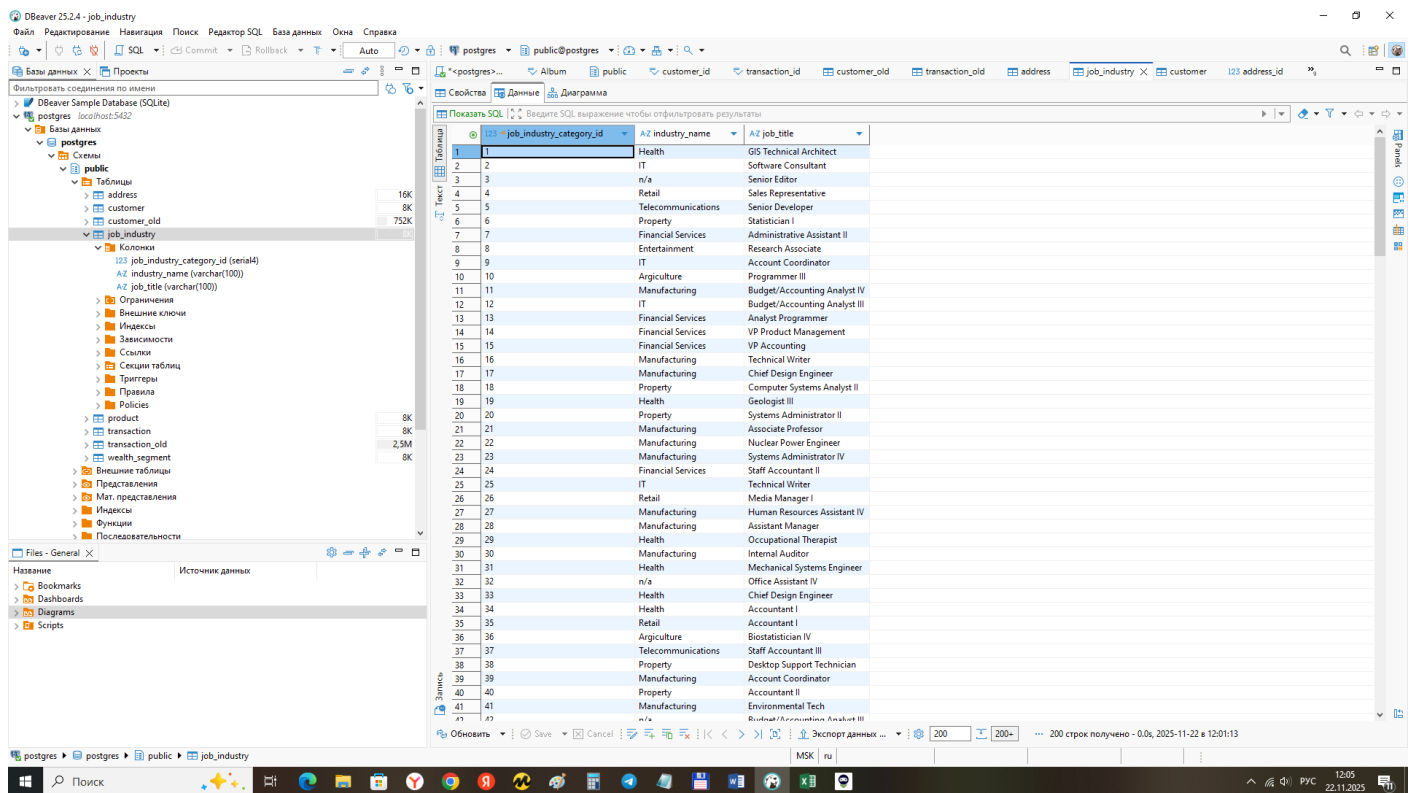 DBeaver 25.2.4 - job_industry
Файл Редактирование Навигация Поиск Редактор SQL База данных Окна Справка
SQL Commit Rollback Auto postgres public@postgres
Базы данных Проекты
*<postgres>... Album public customer_id transaction_id customer_old transaction_old address job_industry customer 123 address_id
Фильтровать соединения по имени
Свойства Данные Диаграмма
DBeaver Sample Database (SQLite)
Показать SQL Введите SQL выражение чтобы отфильтровать результаты
postgres localhost:5432
Базы данных
postgres
Схемы
public
Таблицы
address 16K
customer 8K
customer_old 752K
job_industry 8K
Колонки
123 job_industry_category_id (serial4)
A-Z industry_name (varchar(100))
A-Z job_title (varchar(100))
Ограничения
Внешние ключи
Индексы
Зависимости
Ссылки
Секции таблиц
Триггеры
Правила
Policies
product 8K
transaction 8K
transaction_old 2,5M
wealth_segment 8K
Внешние таблицы
Представления
Мат. представления
Индексы
Функции
Последовательности
Files - General
Название Источник данных
Bookmarks
Dashboards
Diagrams
Scripts
Таблица
Текст
Запись
Panels
123 job_industry_category_id A-Z industry_name A-Z job_title
1 1 Health GIS Technical Architect
2 2 IT Software Consultant
3 3 n/a Senior Editor
4 4 Retail Sales Representative
5 5 Telecommunications Senior Developer
6 6 Property Statistician I
7 7 Financial Services Administrative Assistant II
8 8 Entertainment Research Associate
9 9 IT Account Coordinator
10 10 Argiculture Programmer III
11 11 Manufacturing Budget/Accounting Analyst IV
12 12 IT Budget/Accounting Analyst III
13 13 Financial Services Analyst Programmer
14 14 Financial Services VP Product Management
15 15 Financial Services VP Accounting
16 16 Manufacturing Technical Writer
17 17 Manufacturing Chief Design Engineer
18 18 Property Computer Systems Analyst II
19 19 Health Geologist III
20 20 Property Systems Administrator II
21 21 Manufacturing Associate Professor
22 22 Manufacturing Nuclear Power Engineer
23 23 Manufacturing Systems Administrator IV
24 24 Financial Services Staff Accountant II
25 25 IT Technical Writer
26 26 Retail Media Manager I
27 27 Manufacturing Human Resources Assistant IV
28 28 Manufacturing Assistant Manager
29 29 Health Occupational Therapist
30 30 Manufacturing Internal Auditor
31 31 Health Mechanical Systems Engineer
32 32 n/a Office Assistant IV
33 33 Health Chief Design Engineer
34 34 Health Accountant I
35 35 Retail Accountant I
36 36 Argiculture Biostatistician IV
37 37 Telecommunications Staff Accountant III
38 38 Property Desktop Support Technician
39 39 Manufacturing Account Coordinator
40 40 Property Accountant II
41 41 Manufacturing Environmental Tech
42 42 n/a Budget/Accounting Analyst III
Обновить Save Cancel Экспорт данных ... 200 200+ ... 200 строк получено - 0.0s, 2025-11-22 в 12:01:13
postgres postgres public job_industry
MSK ru
Поиск
РУС 12:05
22.11.2025